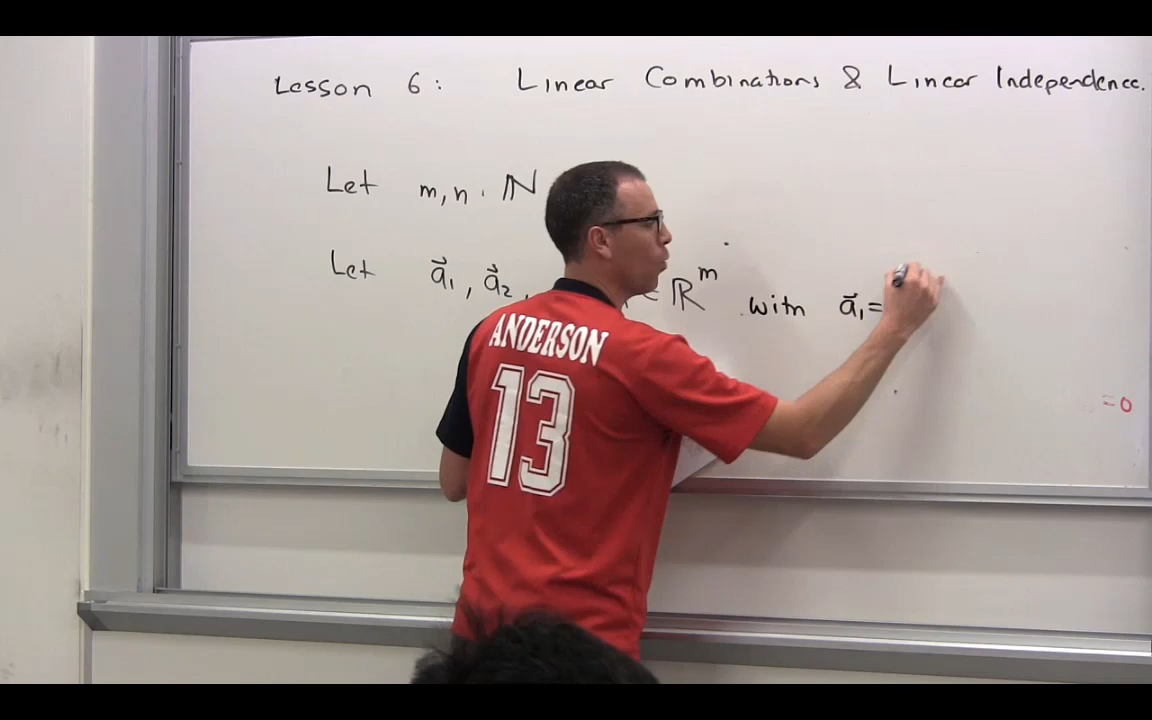 Lesson 6: Linear Combinations & Linear Independence.
Let m,n . ℕ
Let a⃗₁, a⃗₂, ∈ ℝᵐ with a⃗₁=
=0
ANDERSON
13